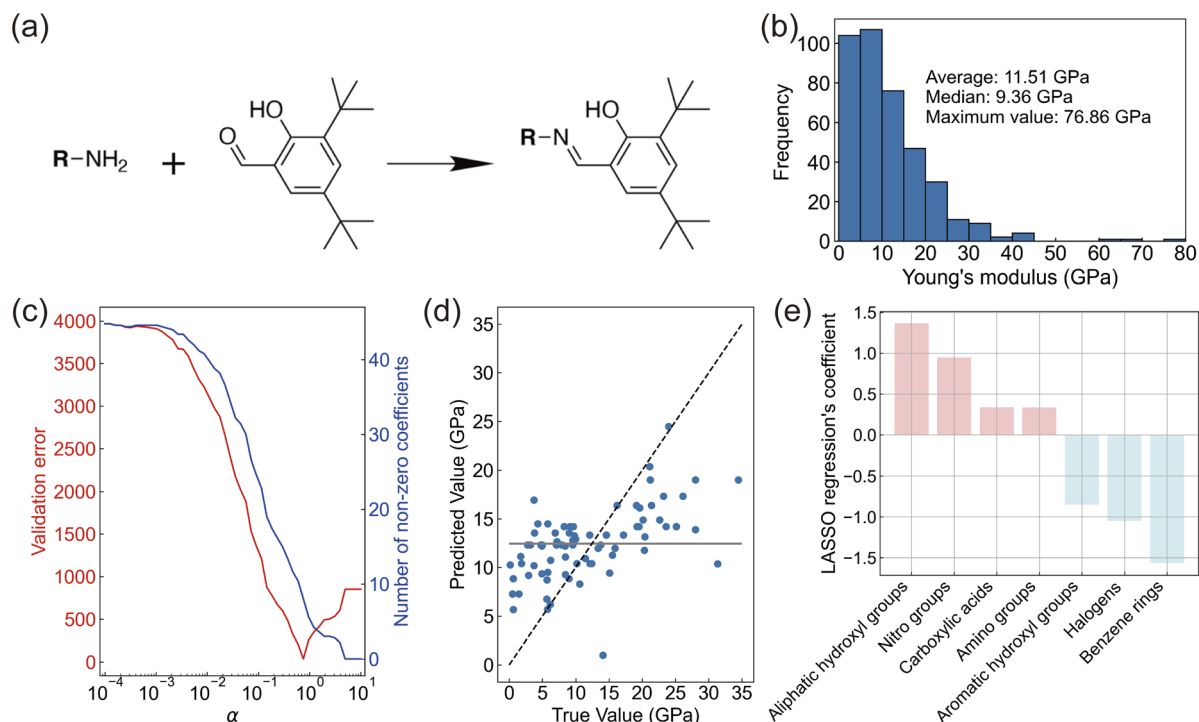 (a)
R–NH₂
+
O
HO
R–N
HO
(b)
Frequency
100
80
60
40
20
0
Average: 11.51 GPa
Median: 9.36 GPa
Maximum value: 76.86 GPa
10 20 30 40 50 60 70 80
Young's modulus (GPa)
(c)
Validation error
4000
3500
3000
2500
2000
1500
1000
500
0
Number of non-zero coefficients
40
30
20
10
0
10⁻⁴ 10⁻³ 10⁻² 10⁻¹ 10⁰ 10¹
α
(d)
Predicted Value (GPa)
35
30
25
20
15
10
5
0
0 5 10 15 20 25 30 35
True Value (GPa)
(e)
LASSO regression's coefficient
1.5
1.0
0.5
0.0
−0.5
−1.0
−1.5
Aliphatic hydroxyl groups
Nitro groups
Carboxylic acids
Amino groups
Aromatic hydroxyl groups
Halogens
Benzene rings